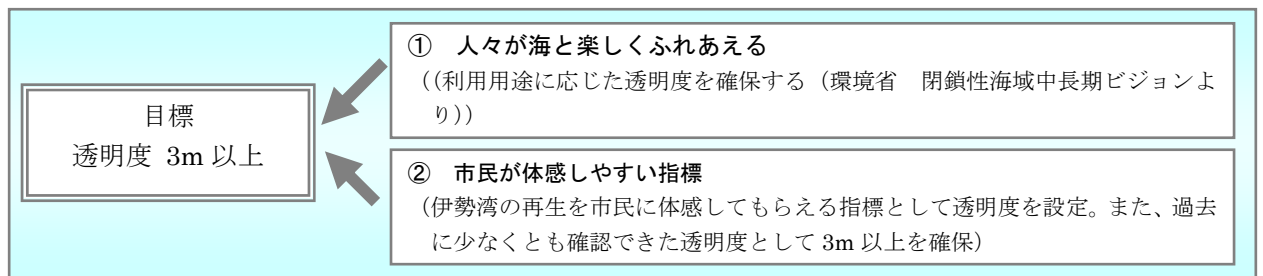 目標
透明度 3m 以上
① 人々が海と楽しくふれあえる
((利用用途に応じた透明度を確保する（環境省　閉鎖性海域中長期ビジョンよ
り))
② 市民が体感しやすい指標
(伊勢湾の再生を市民に体感してもらえる指標として透明度を設定。また、過去
に少なくとも確認できた透明度として 3m 以上を確保)